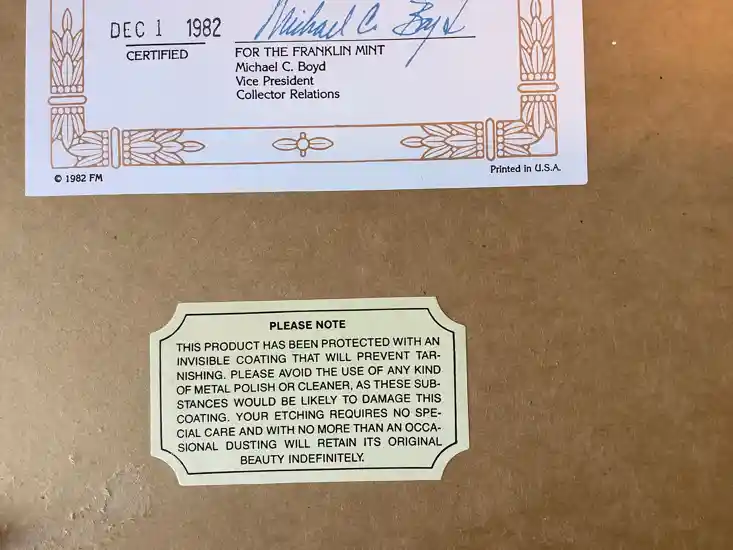 DEC 1 1982
Michael C. Boyd
CERTIFIED
FOR THE FRANKLIN MINT
Michael C. Boyd
Vice President
Collector Relations
© 1982 FM
Printed in U.S.A.
PLEASE NOTE
THIS PRODUCT HAS BEEN PROTECTED WITH AN
INVISIBLE COATING THAT WILL PREVENT TAR-
NISHING. PLEASE AVOID THE USE OF ANY KIND
OF METAL POLISH OR CLEANER, AS THESE SUB-
STANCES WOULD BE LIKELY TO DAMAGE THIS
COATING. YOUR ETCHING REQUIRES NO SPE-
CIAL CARE AND WITH NO MORE THAN AN OCCA-
SIONAL DUSTING WILL RETAIN ITS ORIGINAL
BEAUTY INDEFINITELY.